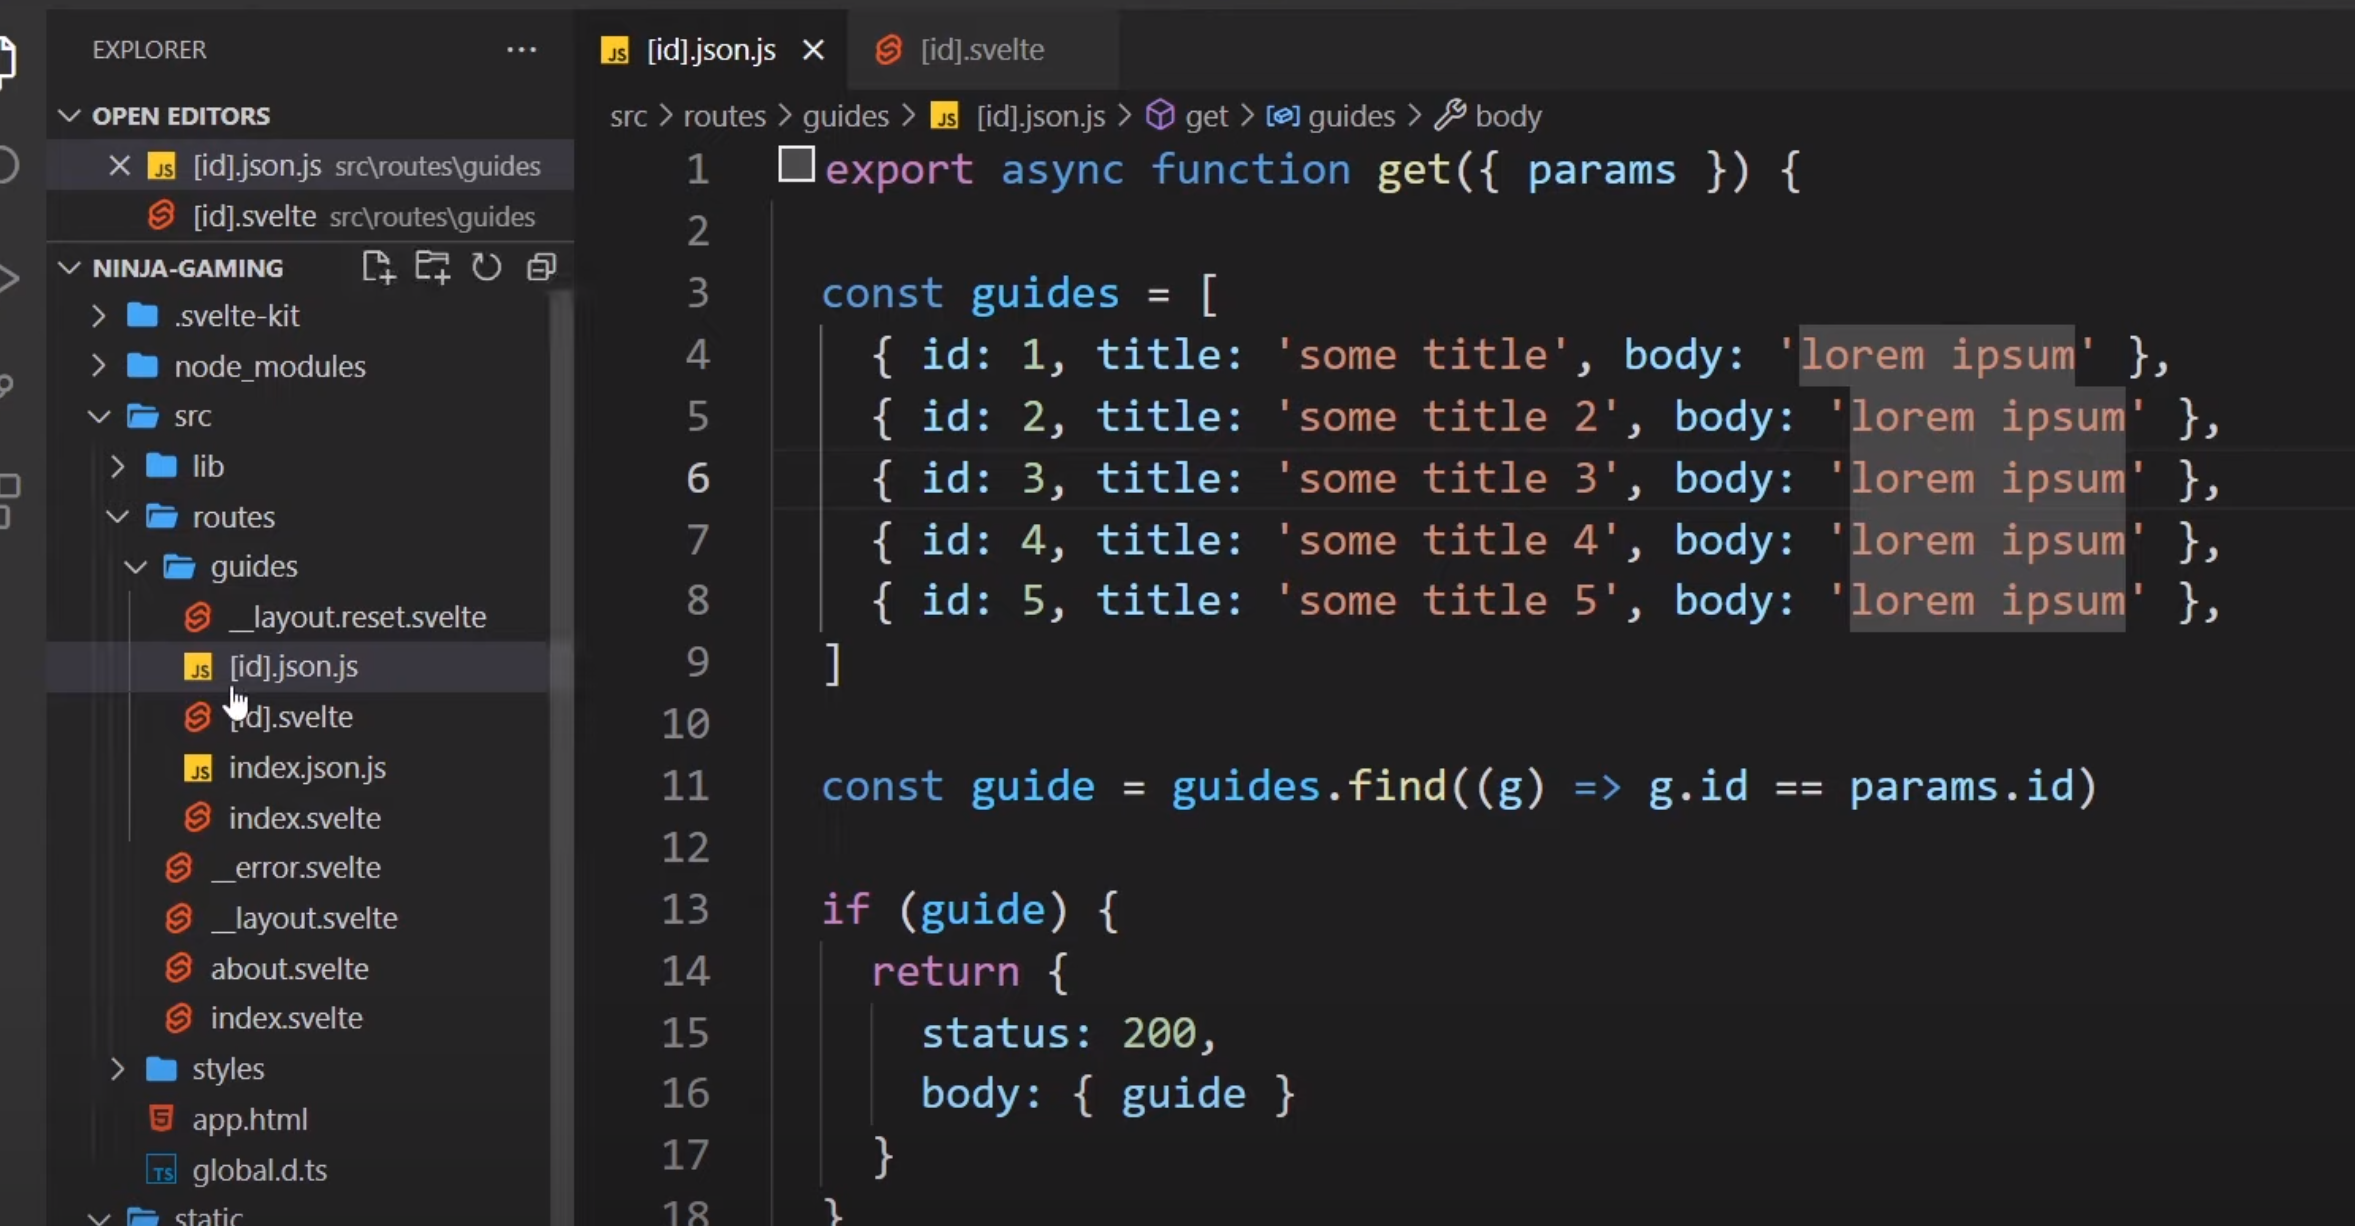 EXPLORER ...
OPEN EDITORS
JS [id].json.js src\routes\guides
[id].svelte src\routes\guides
NINJA-GAMING
.svelte-kit
node_modules
src
lib
routes
guides
__layout.reset.svelte
JS [id].json.js
[id].svelte
JS index.json.js
index.svelte
__error.svelte
__layout.svelte
about.svelte
index.svelte
styles
app.html
TS global.d.ts
static
JS [id].json.js
[id].svelte
src > routes > guides > JS [id].json.js > get > guides > body
1 export async function get({ params }) {
2
3 const guides = [
4 { id: 1, title: 'some title', body: 'lorem ipsum' },
5 { id: 2, title: 'some title 2', body: 'lorem ipsum' },
6 { id: 3, title: 'some title 3', body: 'lorem ipsum' },
7 { id: 4, title: 'some title 4', body: 'lorem ipsum' },
8 { id: 5, title: 'some title 5', body: 'lorem ipsum' },
9 ]
10
11 const guide = guides.find((g) => g.id == params.id)
12
13 if (guide) {
14 return {
15 status: 200,
16 body: { guide }
17 }
18 }